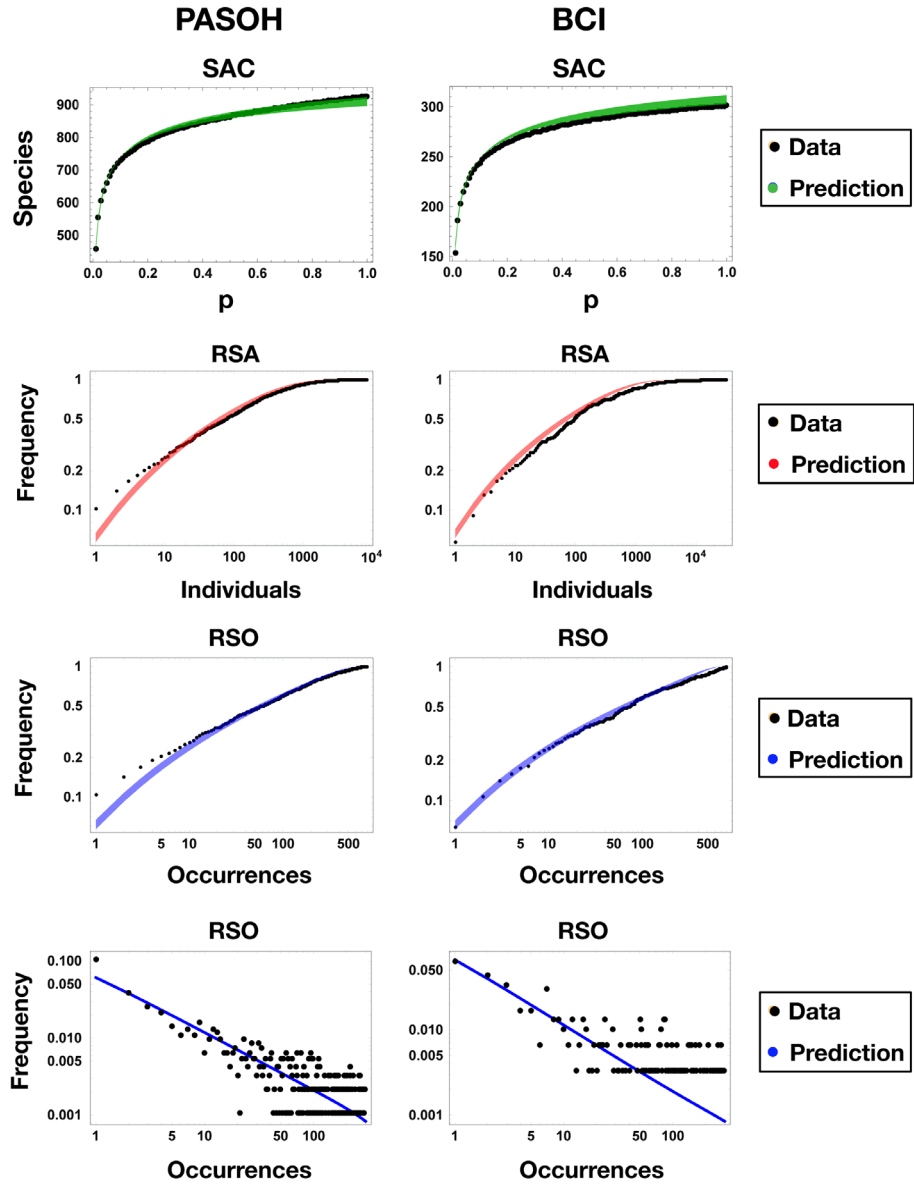 PASOH BCI
SAC SAC
Species
900
800
700
600
500
0.0 0.2 0.4 0.6 0.8 1.0
p
300
250
200
150
0.0 0.2 0.4 0.6 0.8 1.0
p
Data
Prediction
RSA RSA
Frequency
1
0.5
0.2
0.1
1 10 100 1000 10⁴
Individuals
1
0.5
0.2
0.1
1 10 100 1000 10⁴
Individuals
Data
Prediction
RSO RSO
Frequency
1
0.5
0.2
0.1
1 5 10 50 100 500
Occurrences
1
0.5
0.2
0.1
1 5 10 50 100 500
Occurrences
Data
Prediction
RSO RSO
Frequency
0.100
0.050
0.010
0.005
0.001
1 5 10 50 100
Occurrences
0.050
0.010
0.005
0.001
1 5 10 50 100
Occurrences
Data
Prediction